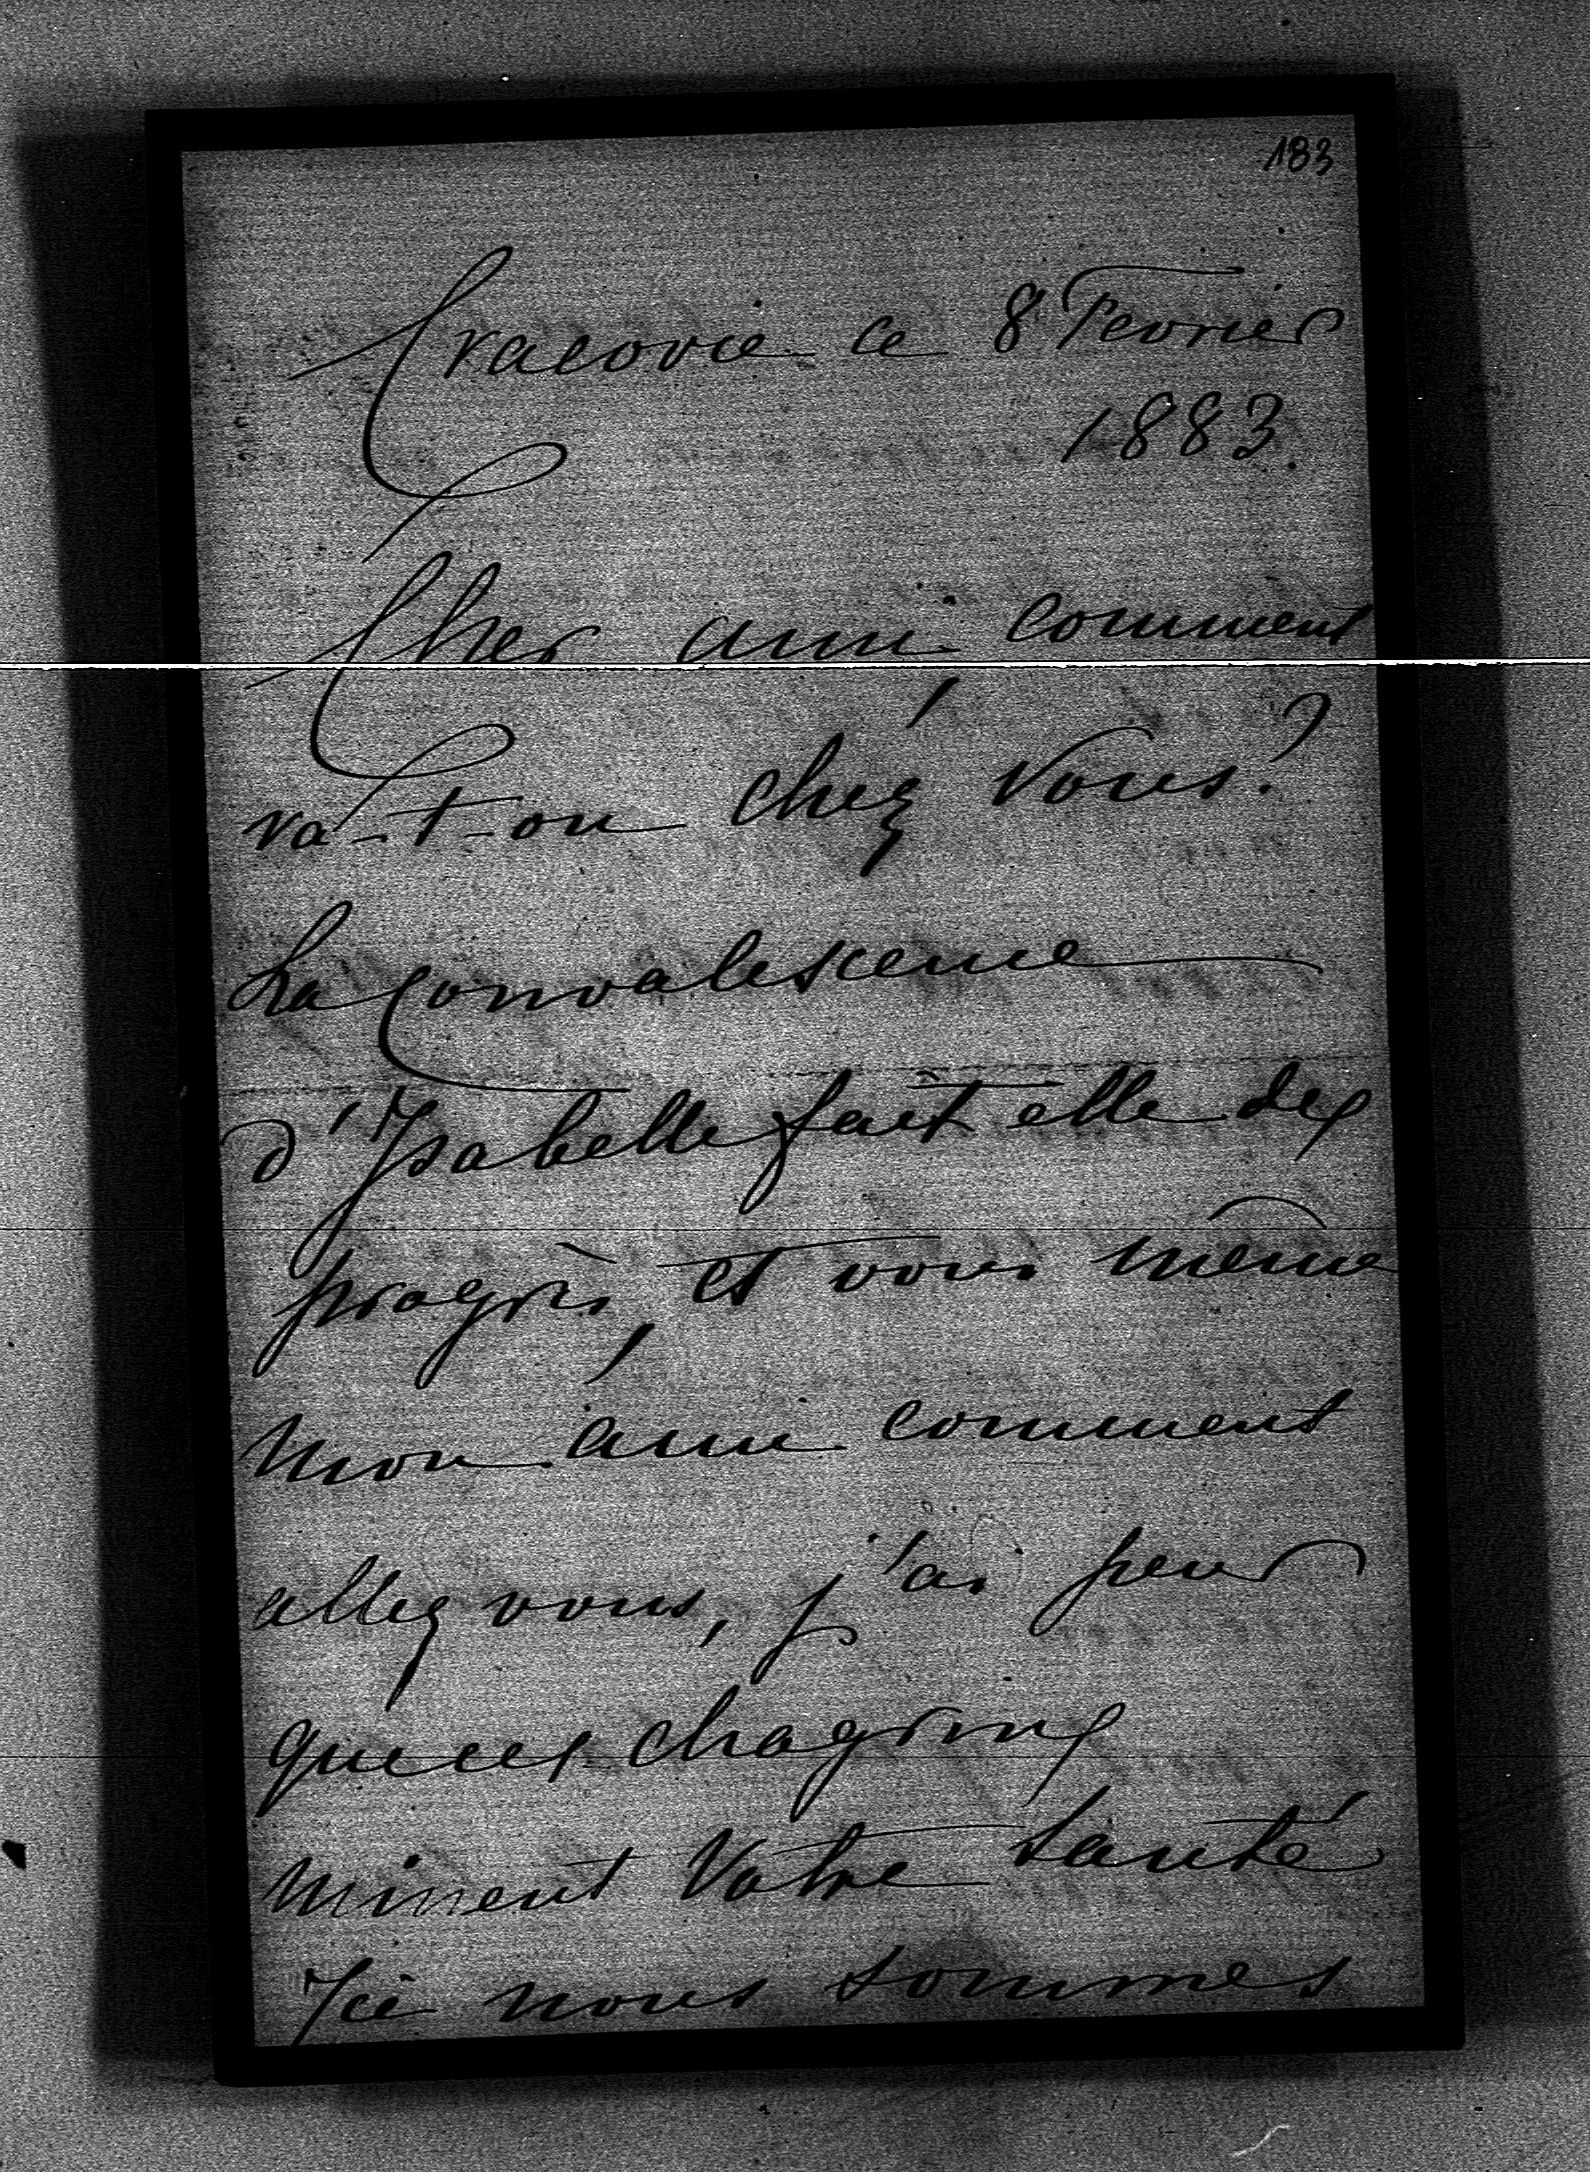 183
Cracovie ce 8 Fevrier
1883.
Cher ami comment
va-t-on chez vous?
La Convalescence
d'Isabelle fait elle des
progrès, et vous même
mon ami comment
allez vous, j'ai peur
que ces chagrins
minent votre santé
Ici nous sommes